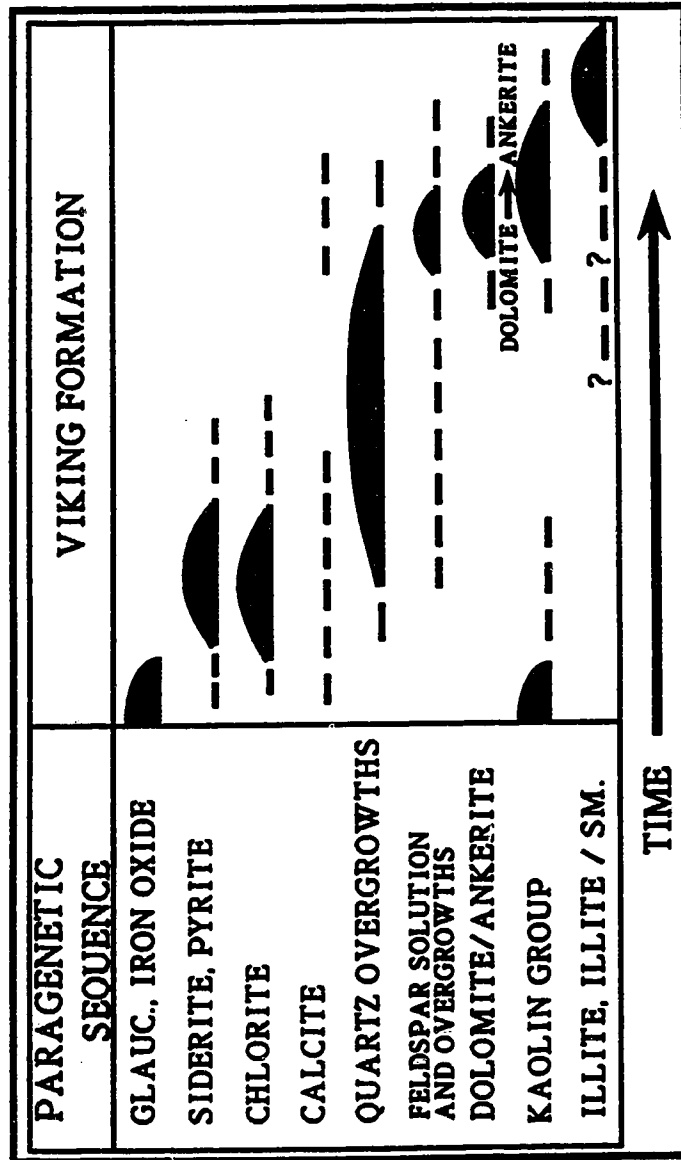 PARAGENETIC
SEQUENCE
VIKING FORMATION
GLAUC., IRON OXIDE
SIDERITE, PYRITE
CHLORITE
CALCITE
QUARTZ OVERGROWTHS
FELDSPAR SOLUTION
AND OVERGROWTHS
DOLOMITE/ANKERITE
DOLOMITE → ANKERITE
KAOLIN GROUP
ILLITE, ILLITE / SM.
? ?
TIME